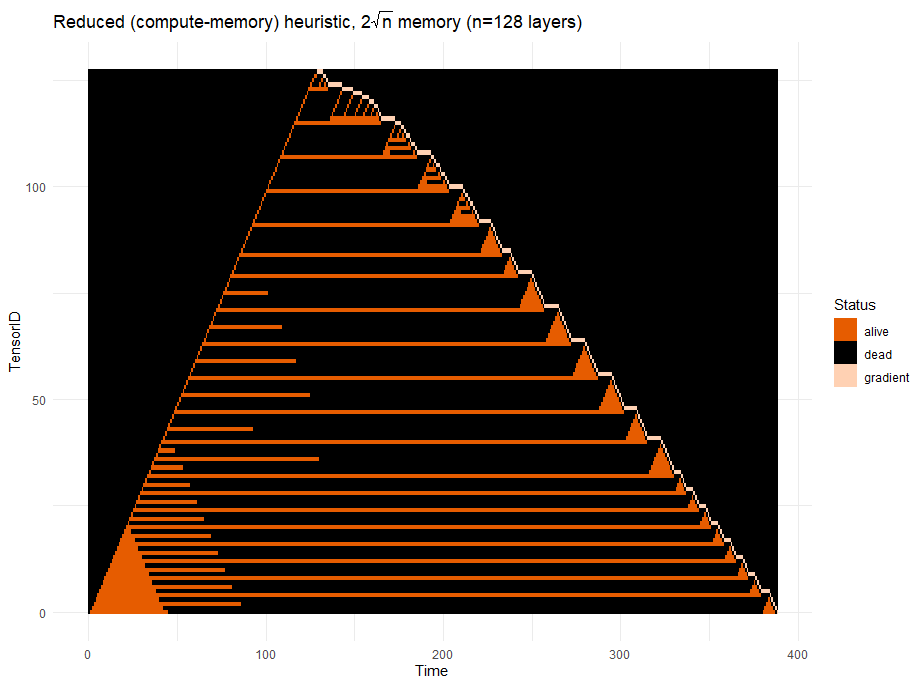 Reduced (compute-memory) heuristic, 2√n memory (n=128 layers)
TensorID
100
50
0
0
100
200
300
400
Time
Status
alive
dead
gradient